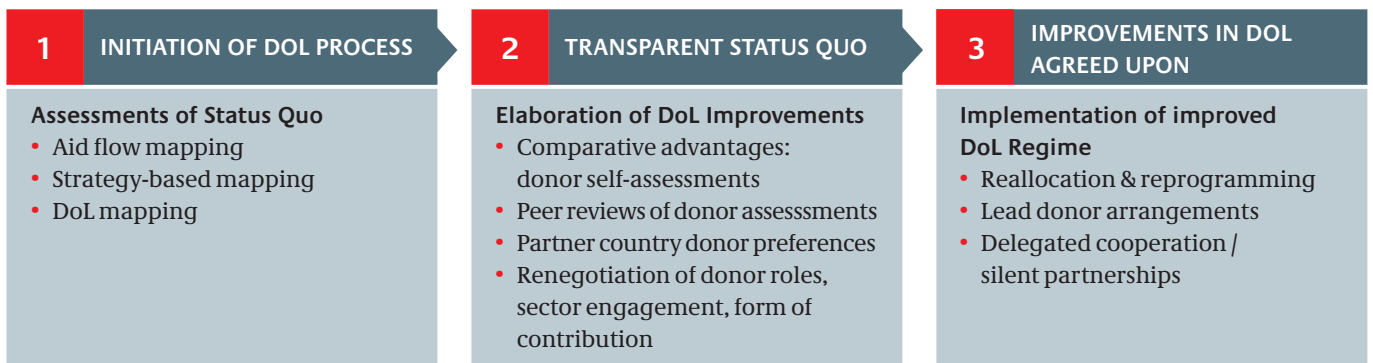 1
INITIATION OF DOL PROCESS
Assessments of Status Quo
• Aid flow mapping
• Strategy-based mapping
• DoL mapping
2
TRANSPARENT STATUS QUO
Elaboration of DoL Improvements
• Comparative advantages:
donor self-assessments
• Peer reviews of donor assesssments
• Partner country donor preferences
• Renegotiation of donor roles,
sector engagement, form of
contribution
3
IMPROVEMENTS IN DOL
AGREED UPON
Implementation of improved
DoL Regime
• Reallocation & reprogramming
• Lead donor arrangements
• Delegated cooperation /
silent partnerships